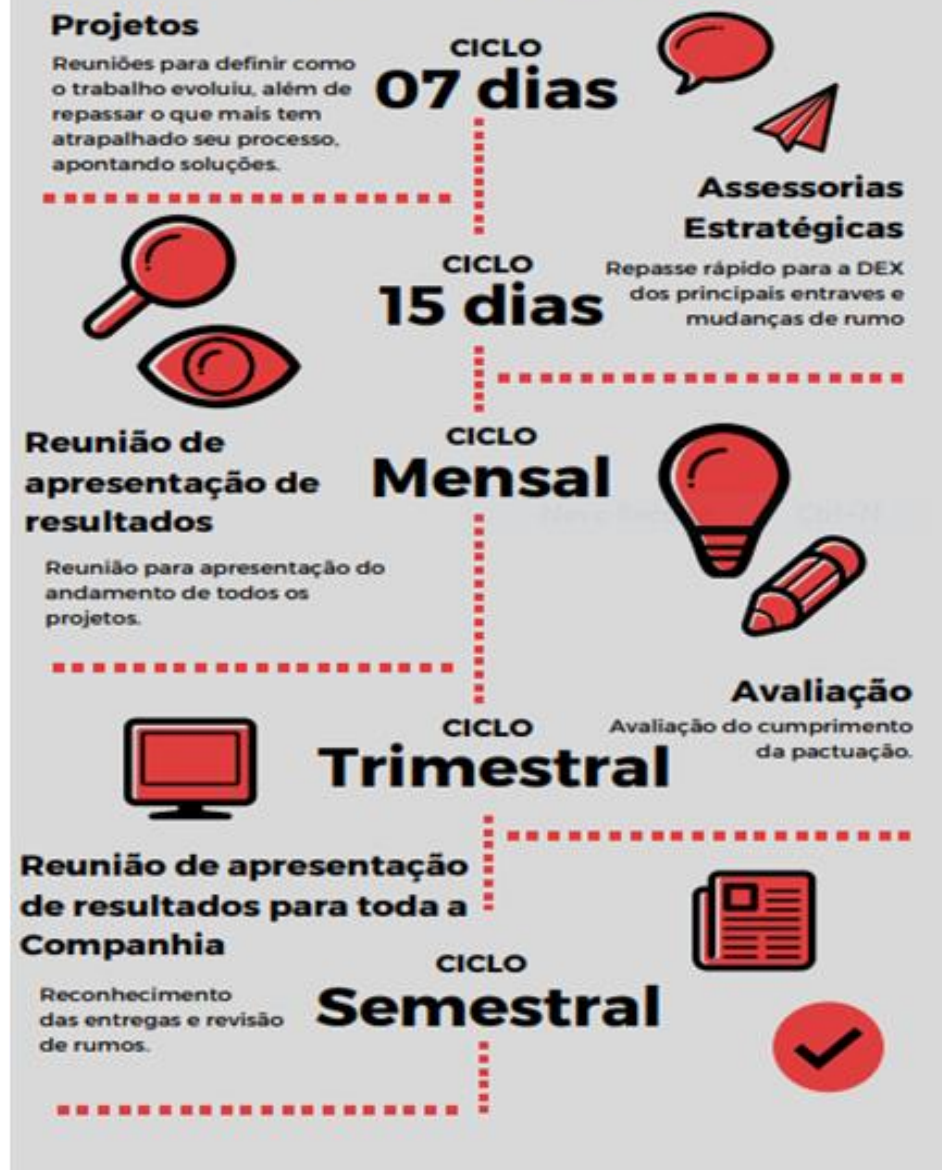 Projetos
Reuniões para definir como
o trabalho evoluiu, além de
repassar o que mais tem
atrapalhado seu processo,
apontando soluções.
CICLO
07 dias
Assessorias
Estratégicas
Repasse rápido para a DEX
dos principais entraves e
mudanças de rumo
CICLO
15 dias
Reunião de
apresentação de
resultados
Reunião para apresentação do
andamento de todos os
projetos.
CICLO
Mensal
Avaliação
Avaliação do cumprimento
da pactuação.
CICLO
Trimestral
Reunião de apresentação
de resultados para toda a
Companhia
Reconhecimento
das entregas e revisão
de rumos.
CICLO
Semestral